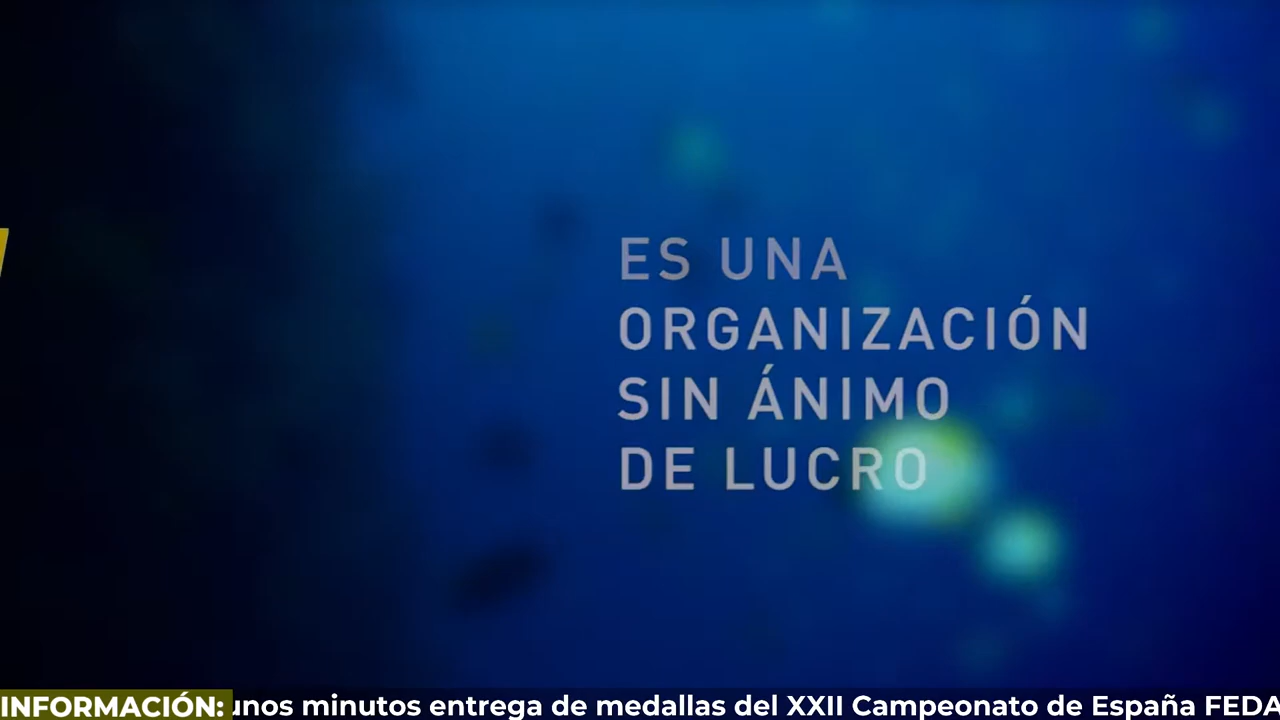 ES UNA
ORGANIZACIÓN
SIN ÁNIMO
DE LUCRO
INFORMACIÓN: unos minutos entrega de medallas del XXII Campeonato de España FEDA